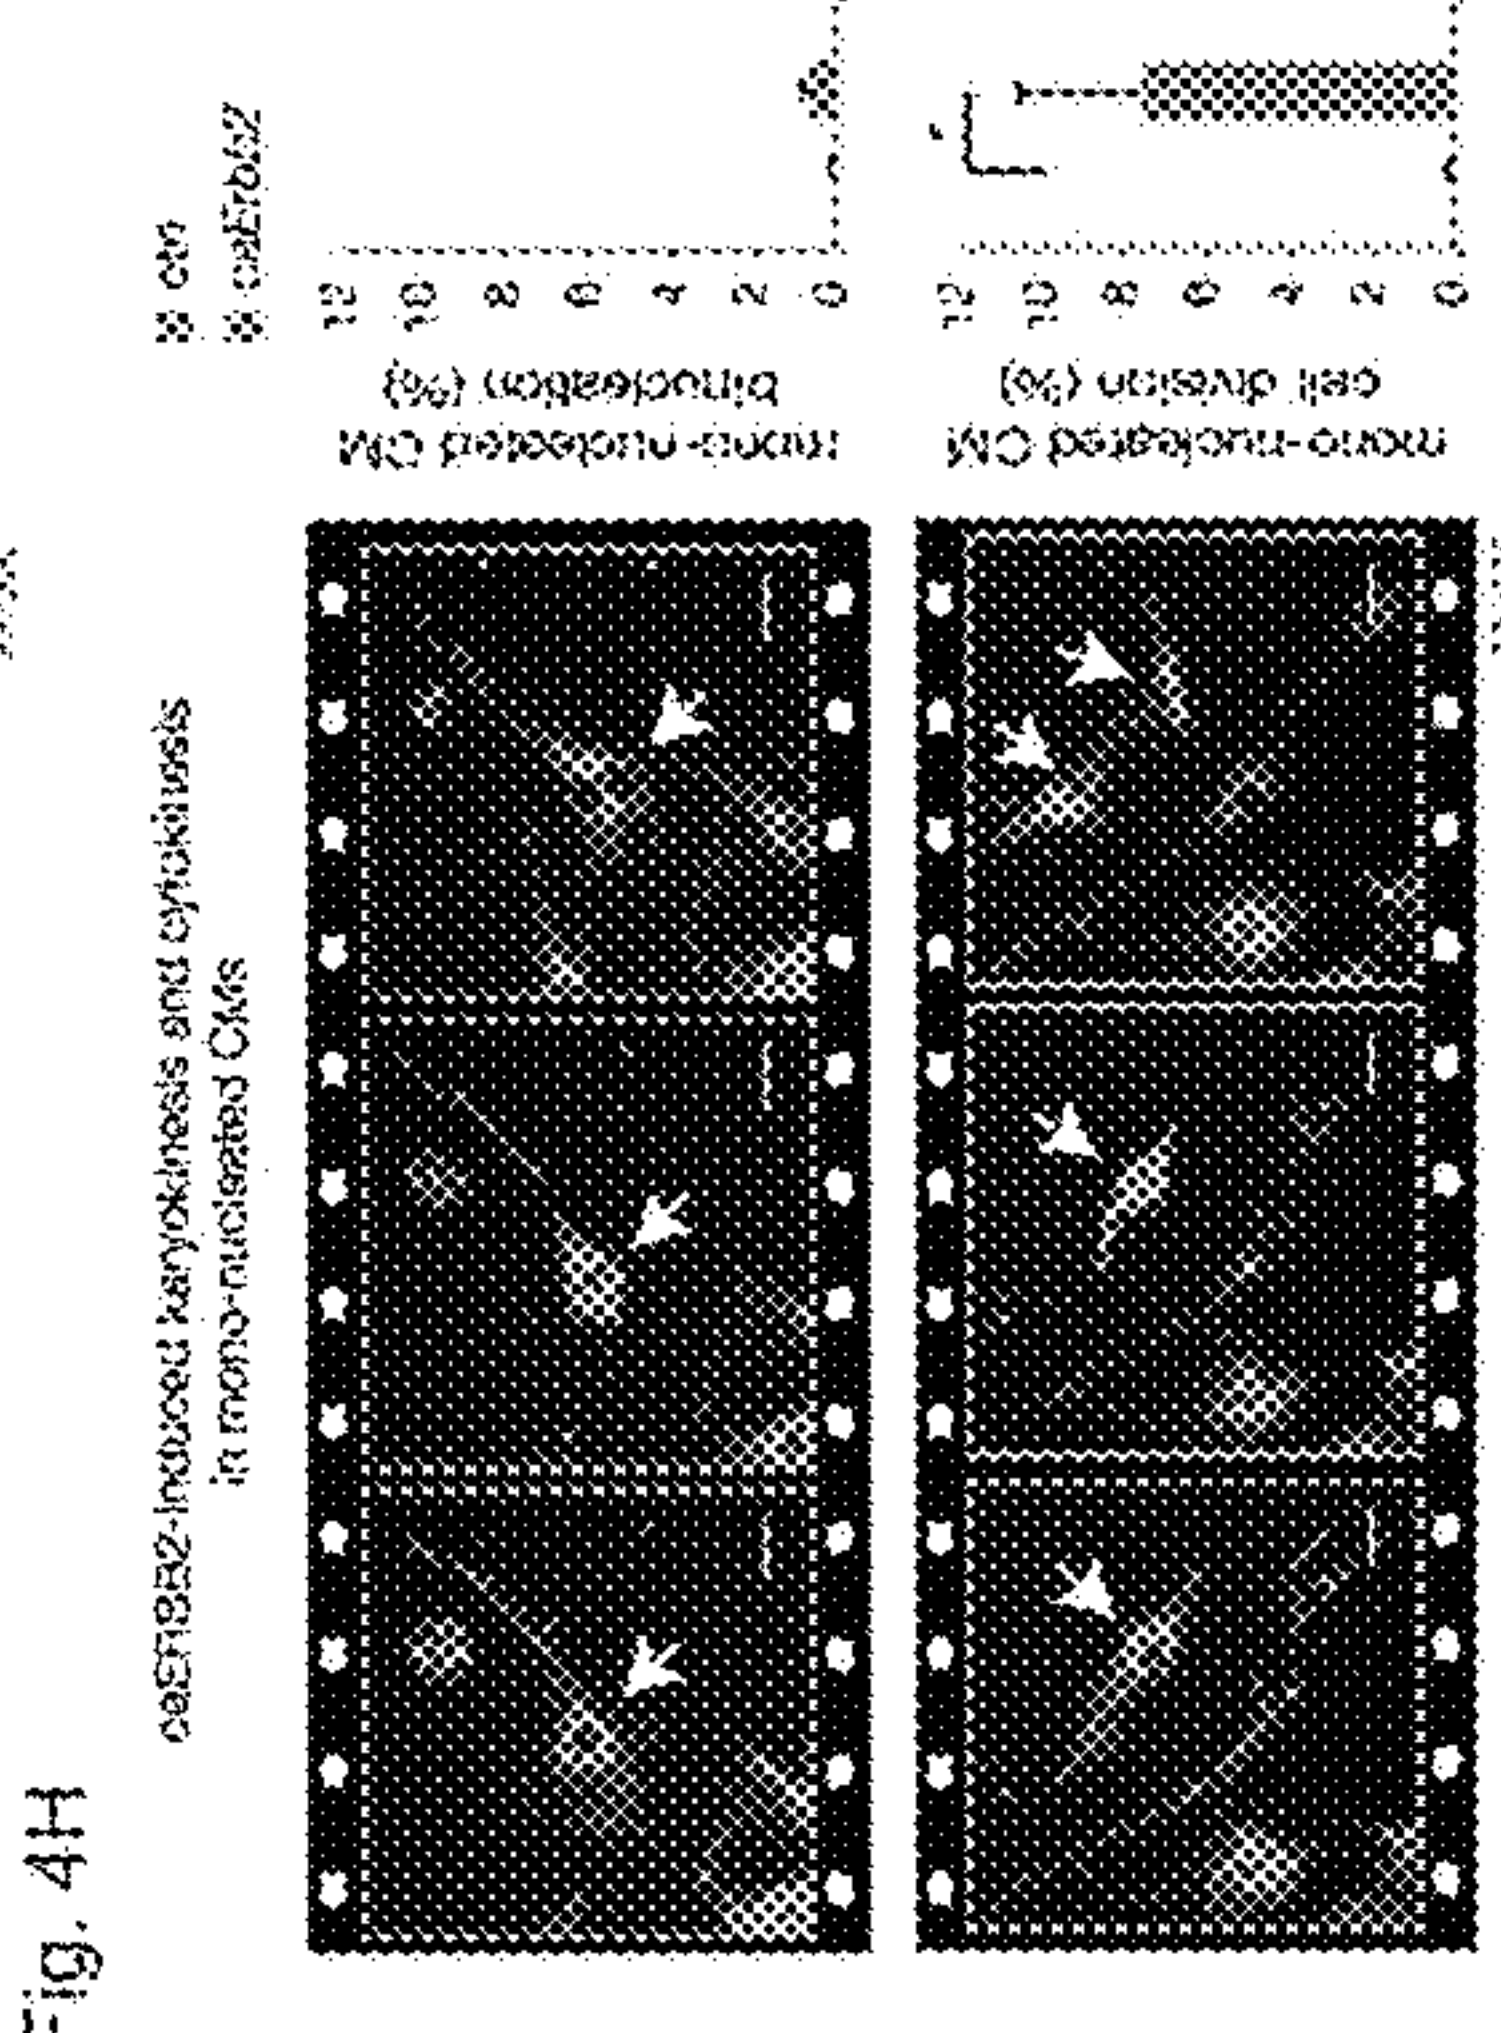 Fig. 4H
caERBB2-induced karyokinesis and cytokinesis
in mono-nucleated CMs
ctrl
caErbb2
mono-nucleated CM
binucleation (%)
12
10
8
6
4
2
0
mono-nucleated CM
cell division (%)
12
10
8
6
4
2
0
*